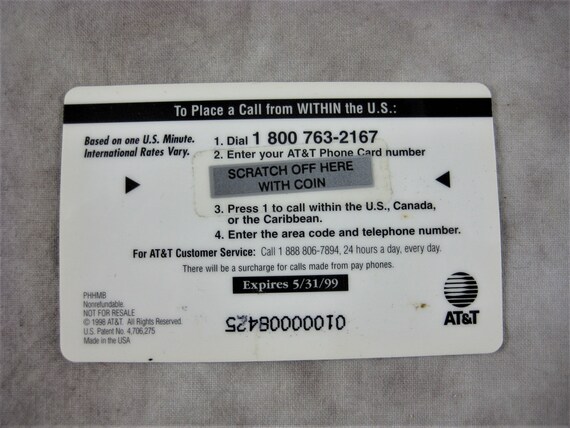 To Place a Call from WITHIN the U.S.:
Based on one U.S. Minute.
International Rates Vary.
1. Dial 1 800 763-2167
2. Enter your AT&T Phone Card number
SCRATCH OFF HERE
WITH COIN
3. Press 1 to call within the U.S., Canada,
or the Caribbean.
4. Enter the area code and telephone number.
For AT&T Customer Service: Call 1 888 806-7894, 24 hours a day, every day.
There will be a surcharge for calls made from pay phones.
Expires 5/31/99
PHHMB
Nonrefundable.
NOT FOR RESALE
© 1998 AT&T. All Rights Reserved.
U.S. Patent No. 4,706,275
Made in the USA
0100008425
AT&T